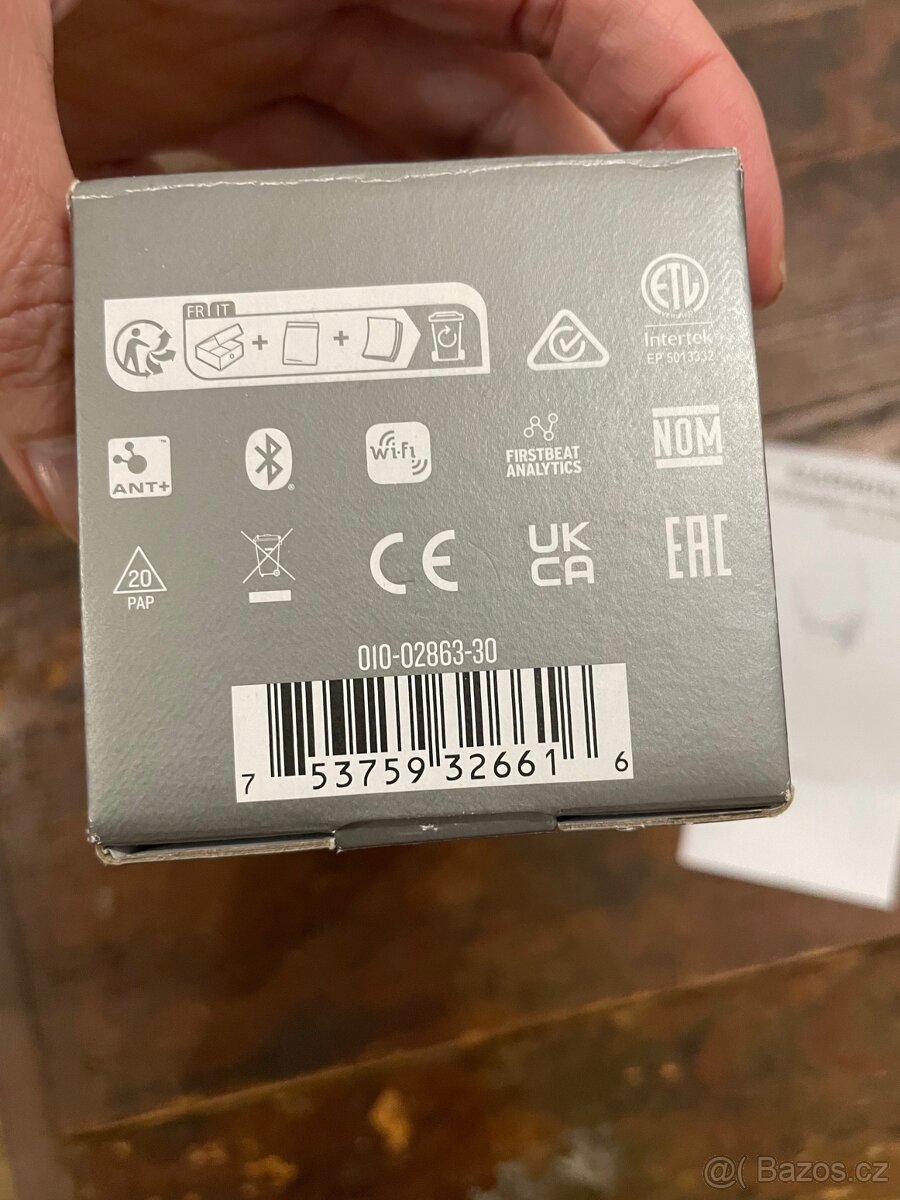 FR IT
ETL
Intertek
EP 5013332
ANT+
Wi-Fi
FIRSTBEAT
ANALYTICS
NOM
20
PAP
CE
UK
CA
EAC
010-02863-30
7 53759 32661 6
@( Bazos.cz